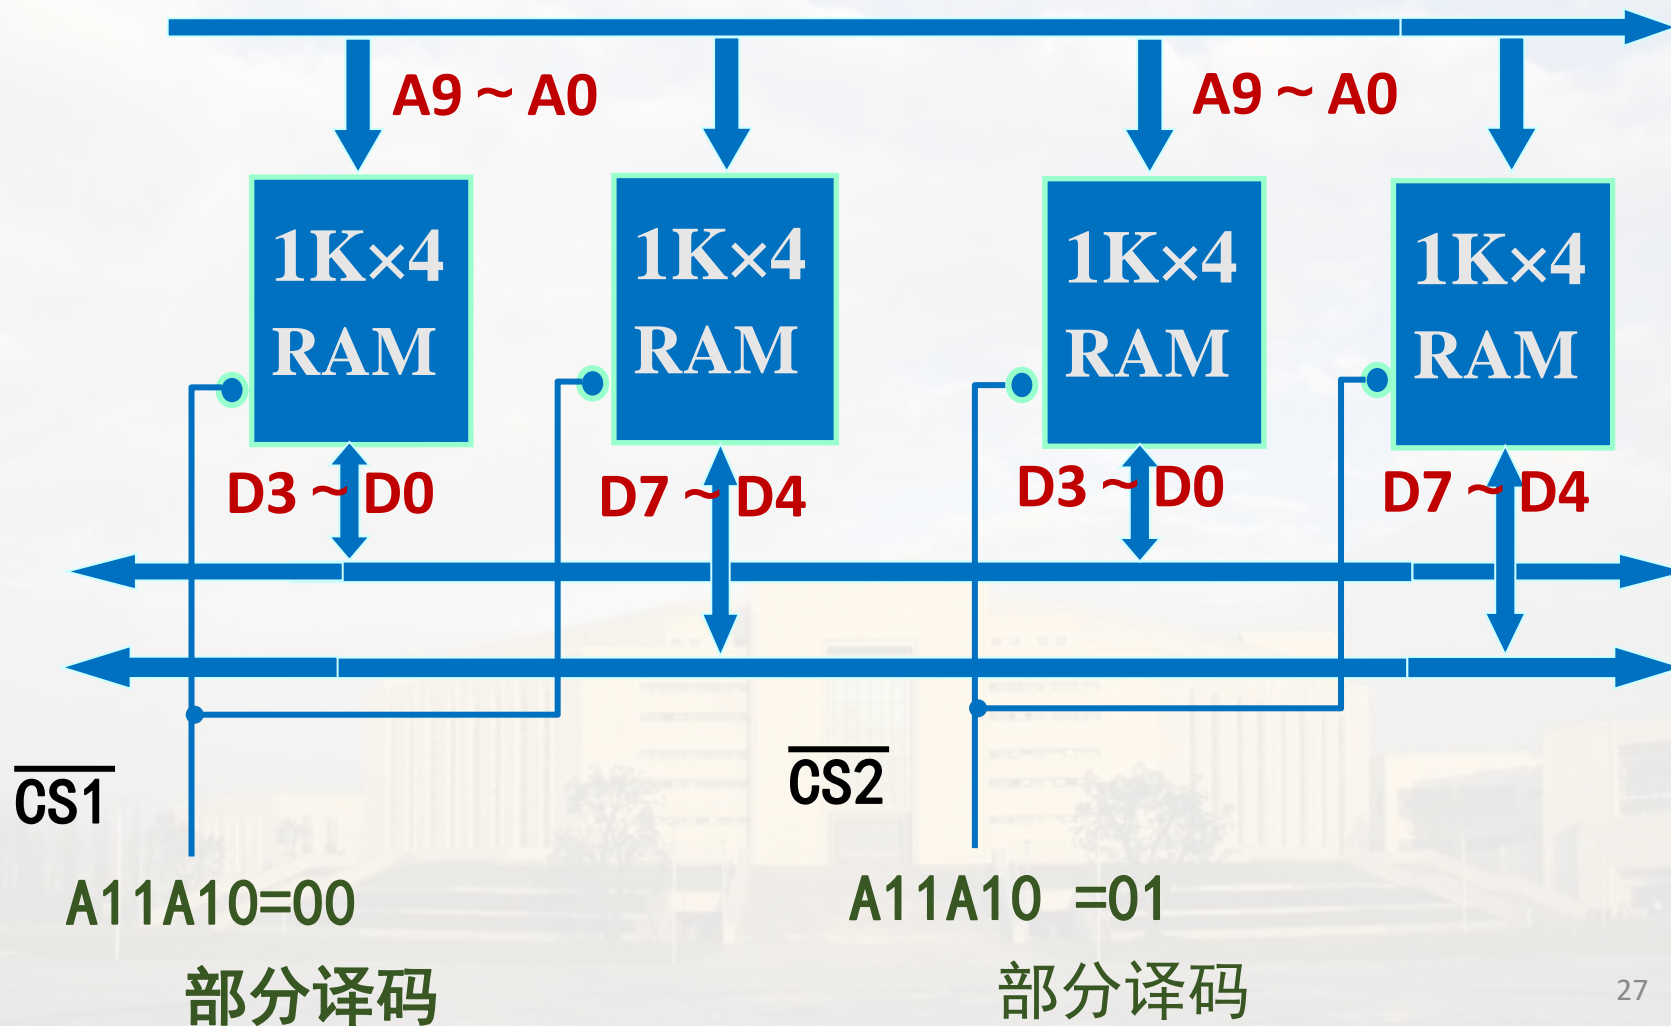 A9 ~ A0
A9 ~ A0
1K×4
RAM
1K×4
RAM
1K×4
RAM
1K×4
RAM
D3 ~ D0
D7 ~ D4
D3 ~ D0
D7 ~ D4
CS1
CS2
A11A10=00
A11A10 =01
部分译码
部分译码
27